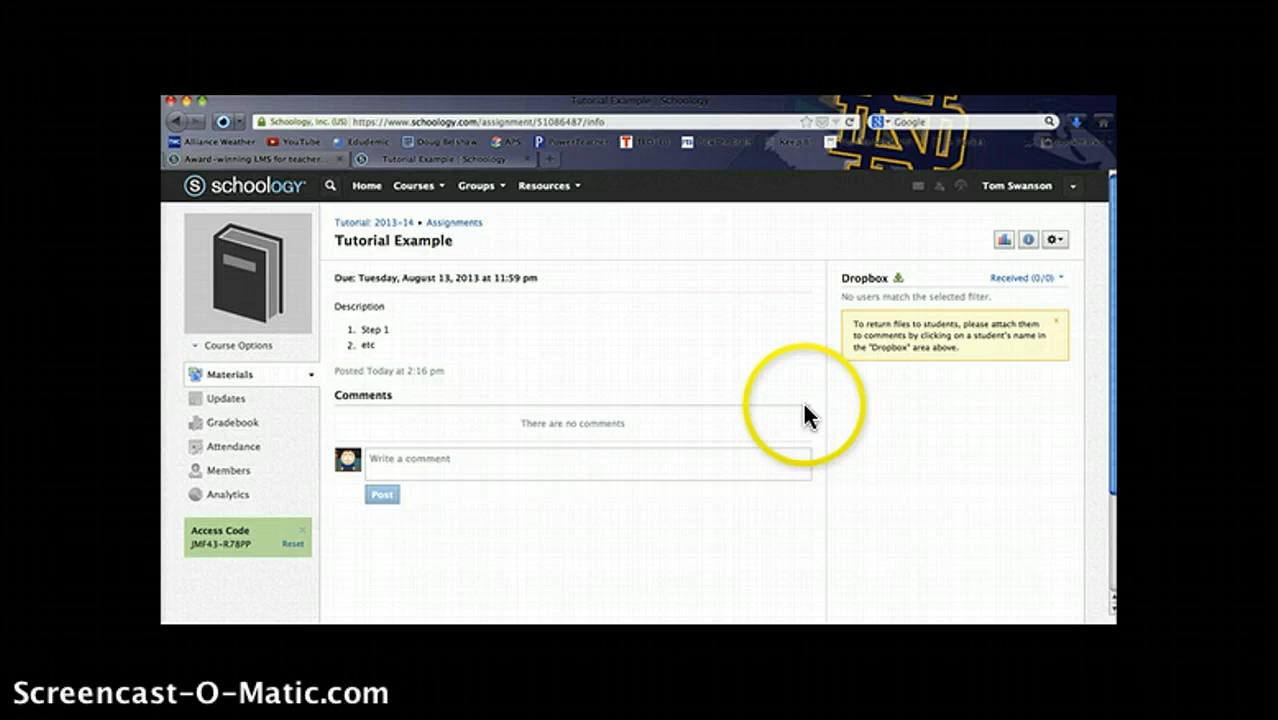 Tutorial Example | Schoology
Schoology, Inc. (US) https://www.schoology.com/assignment/51086487/info
Google
Alliance Weather YouTube Edudemic Doug Belshaw APS PowerTeacher
Award-winning LMS for teacher... Tutorial Example | Schoology
S schoology Home Courses Groups Resources Tom Swanson
Tutorial: 2013-14 • Assignments
Tutorial Example
Due: Tuesday, August 13, 2013 at 11:59 pm
Description
1. Step 1
2. etc
Posted Today at 2:16 pm
Comments
There are no comments
Write a comment
Post
Dropbox Received (0/0)
No users match the selected filter.
To return files to students, please attach them
to comments by clicking on a student's name in
the "Dropbox" area above.
Course Options
Materials
Updates
Gradebook
Attendance
Members
Analytics
Access Code
JMF43-R78PP Reset
Screencast-O-Matic.com